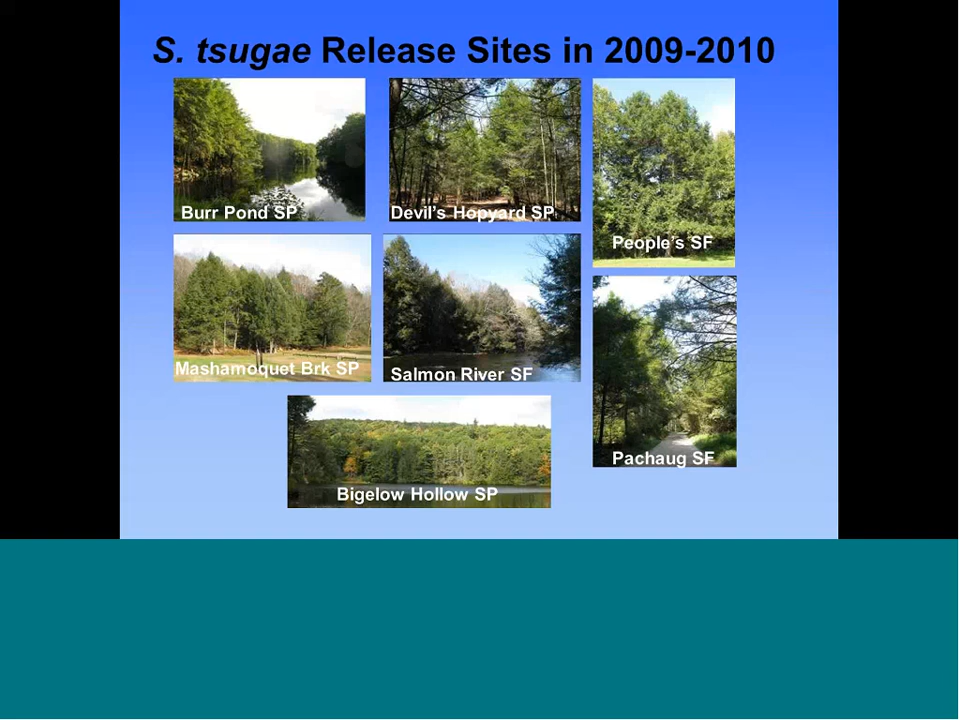 S. tsugae Release Sites in 2009-2010
Burr Pond SP
Devil's Hopyard SP
People's SF
Mashamoquet Brk SP
Salmon River SF
Pachaug SF
Bigelow Hollow SP